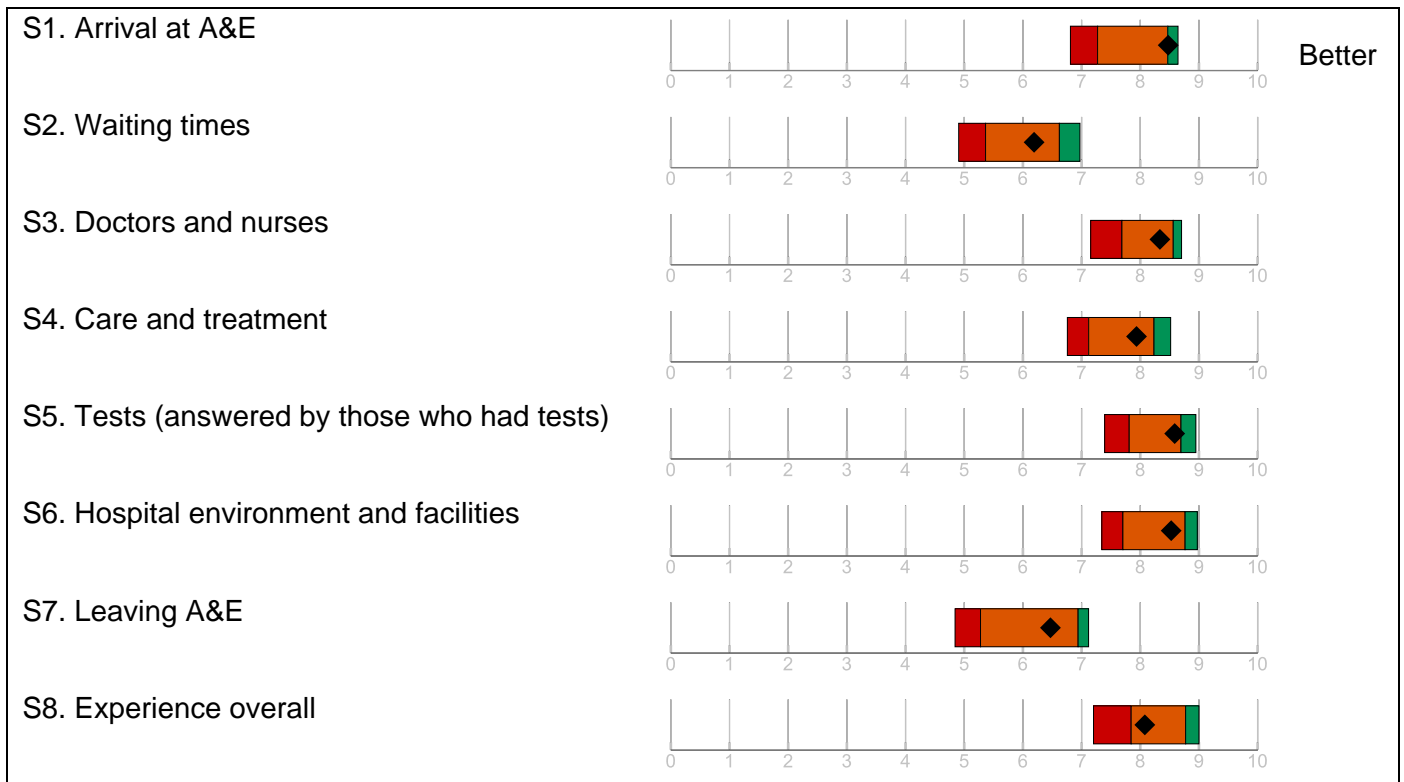 S1. Arrival at A&E
Better
0 1 2 3 4 5 6 7 8 9 10
S2. Waiting times
0 1 2 3 4 5 6 7 8 9 10
S3. Doctors and nurses
0 1 2 3 4 5 6 7 8 9 10
S4. Care and treatment
0 1 2 3 4 5 6 7 8 9 10
S5. Tests (answered by those who had tests)
0 1 2 3 4 5 6 7 8 9 10
S6. Hospital environment and facilities
0 1 2 3 4 5 6 7 8 9 10
S7. Leaving A&E
0 1 2 3 4 5 6 7 8 9 10
S8. Experience overall
0 1 2 3 4 5 6 7 8 9 10